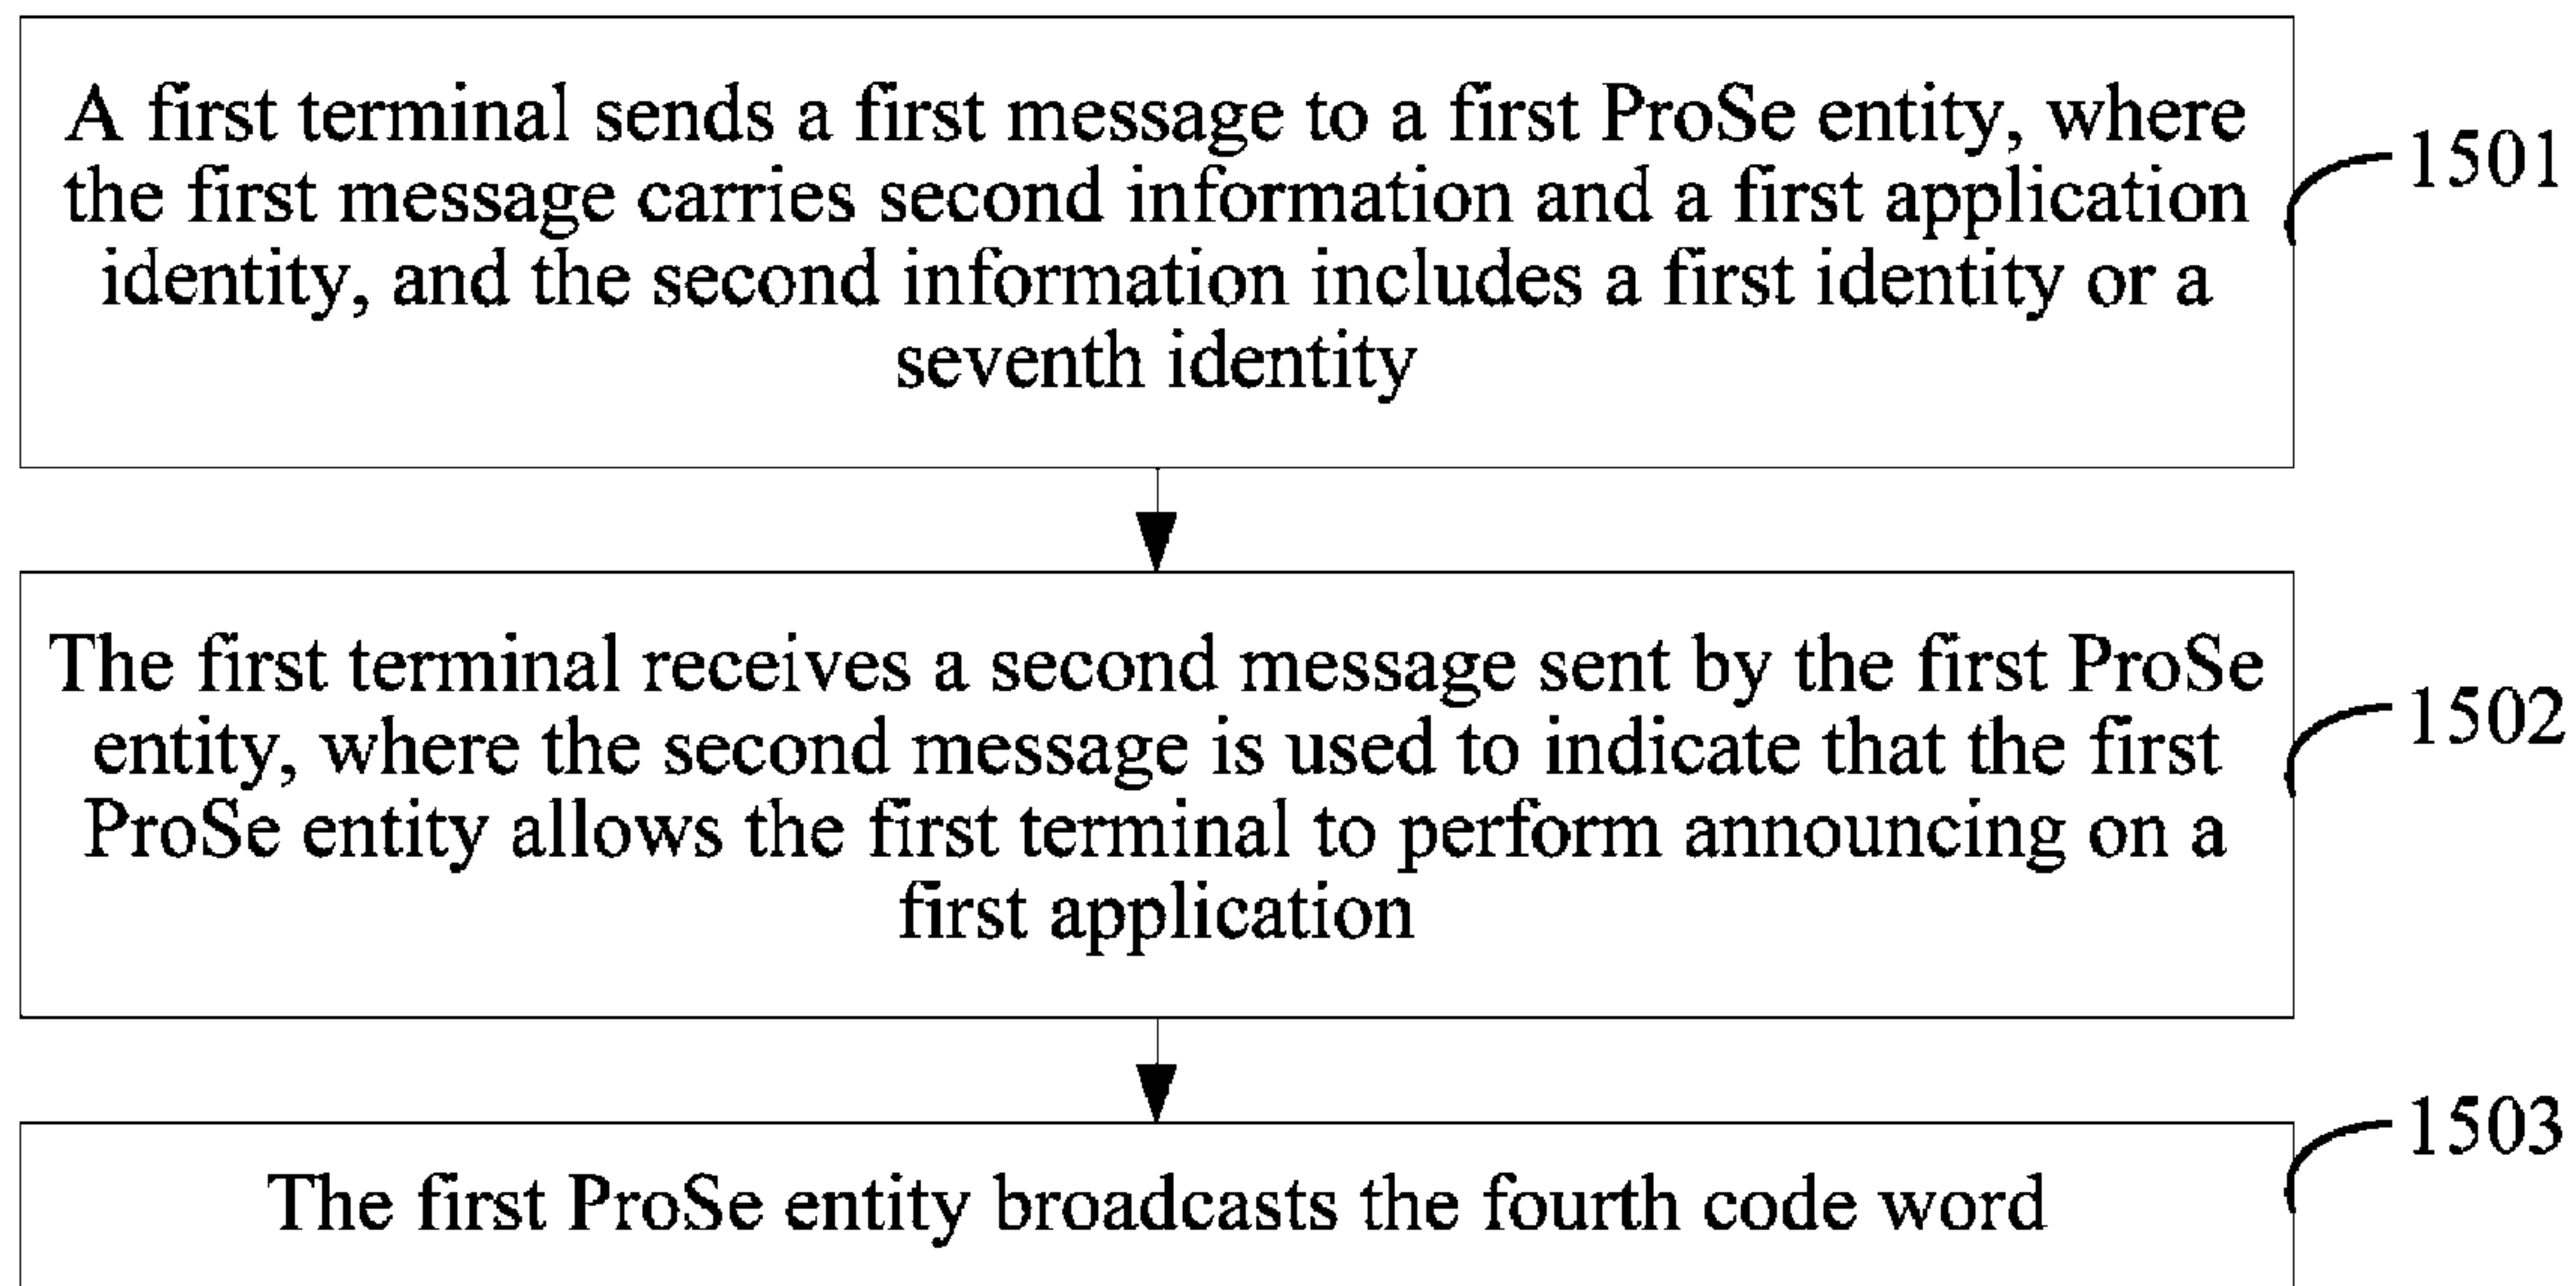 A first terminal sends a first message to a first ProSe entity, where
the first message carries second information and a first application
identity, and the second information includes a first identity or a
seventh identity
1501
The first terminal receives a second message sent by the first ProSe
entity, where the second message is used to indicate that the first
ProSe entity allows the first terminal to perform announcing on a
first application
1502
The first ProSe entity broadcasts the fourth code word
1503